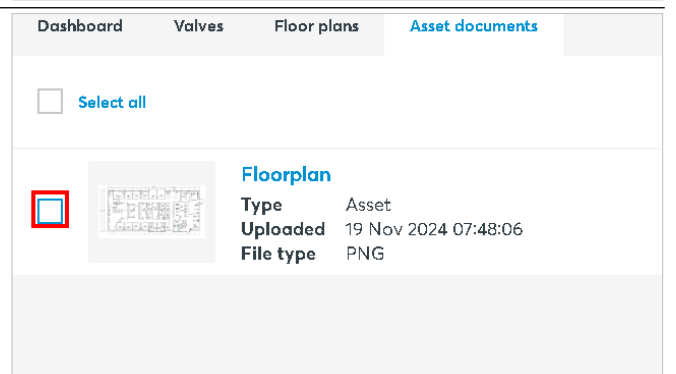 Dashboard Valves Floor plans Asset documents
Select all
Floorplan
Type Asset
Uploaded 19 Nov 2024 07:48:06
File type PNG